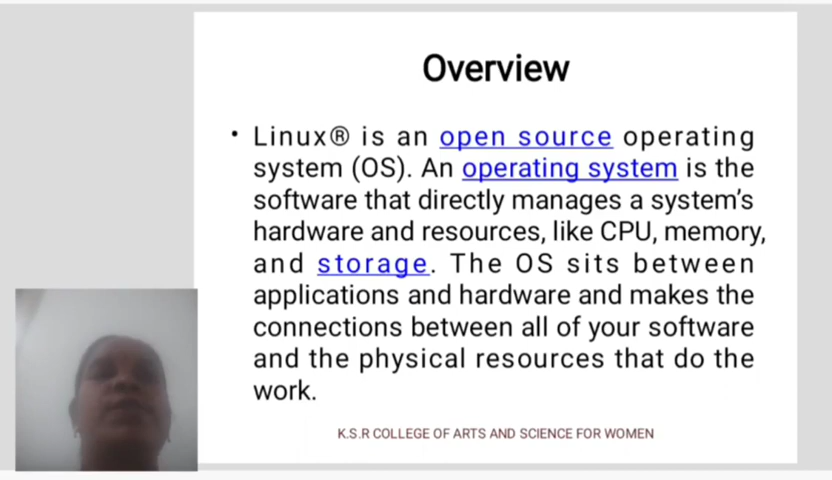 Overview
• Linux® is an open source operating
system (OS). An operating system is the
software that directly manages a system's
hardware and resources, like CPU, memory,
and storage. The OS sits between
applications and hardware and makes the
connections between all of your software
and the physical resources that do the
work.
K.S.R COLLEGE OF ARTS AND SCIENCE FOR WOMEN